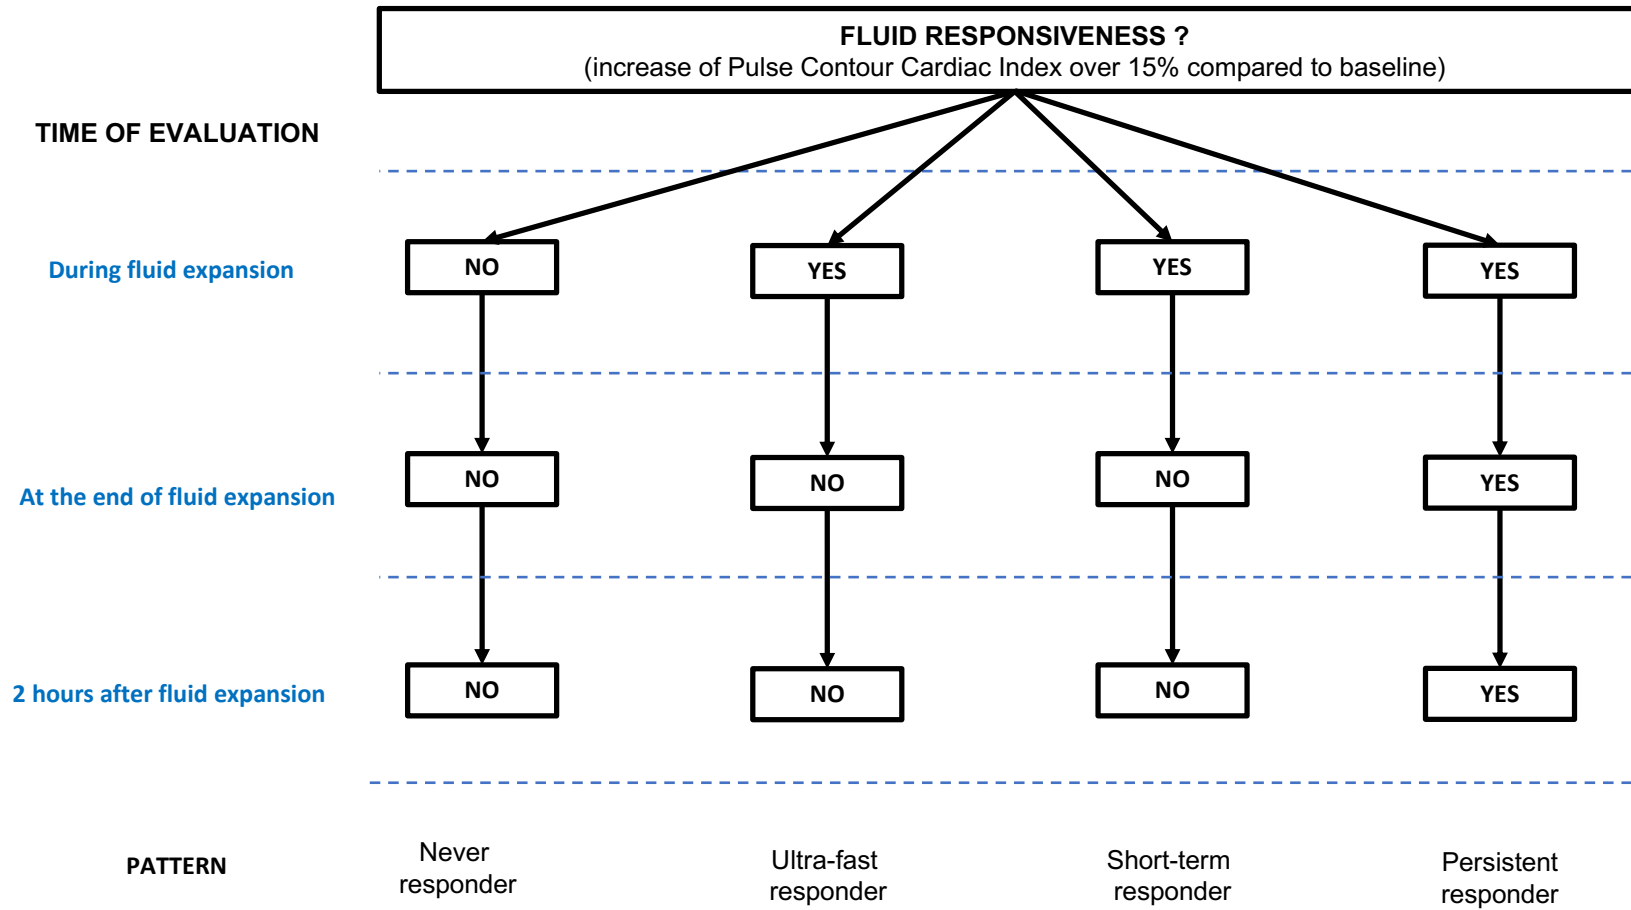 FLUID RESPONSIVENESS ?
(increase of Pulse Contour Cardiac Index over 15% compared to baseline)
TIME OF EVALUATION
During fluid expansion
NO
YES
YES
YES
At the end of fluid expansion
NO
NO
NO
YES
2 hours after fluid expansion
NO
NO
NO
YES
PATTERN
Never
responder
Ultra-fast
responder
Short-term
responder
Persistent
responder